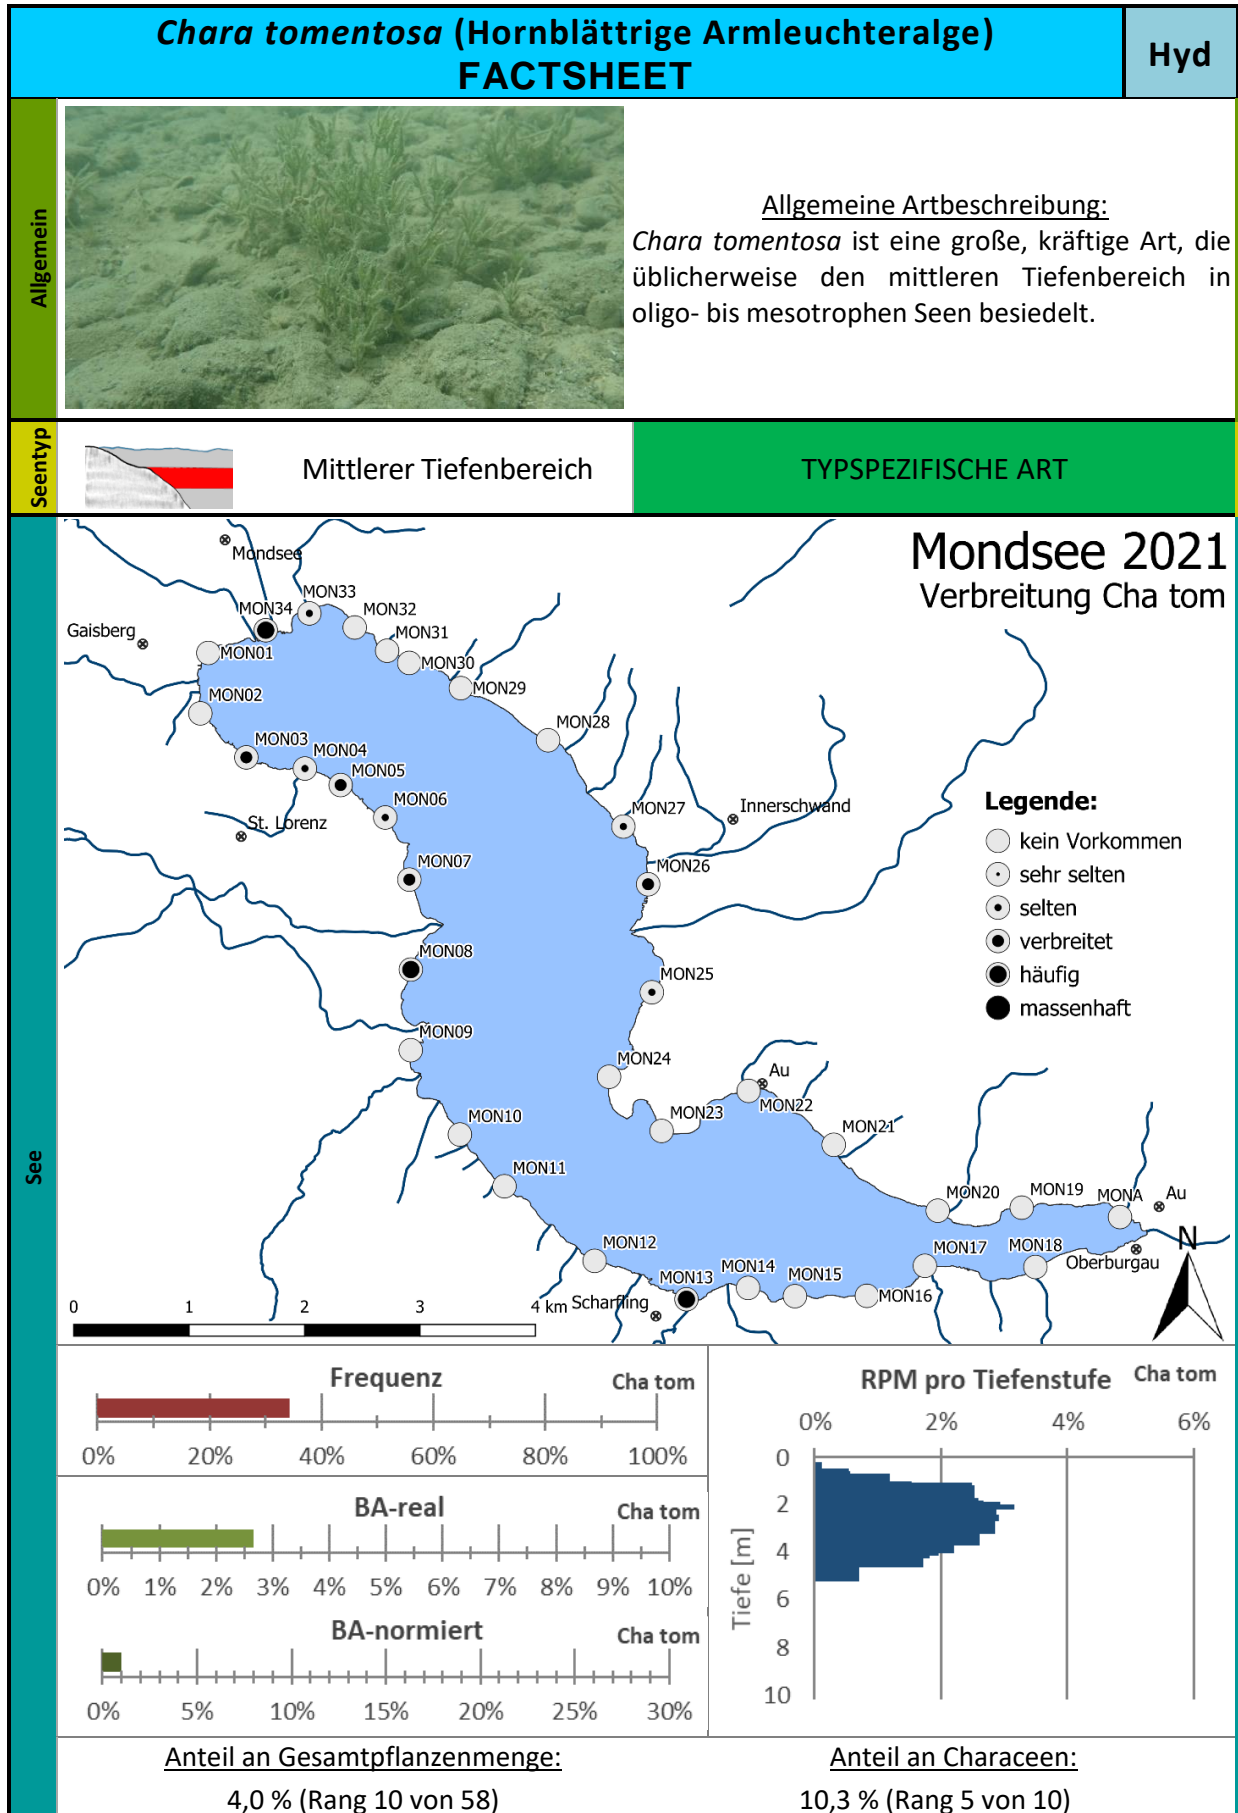 Chara tomentosa (Hornblättrige Armleuchteralge)
FACTSHEET
Hyd
Allgemein
Allgemeine Artbeschreibung:
Chara tomentosa ist eine große, kräftige Art, die
üblicherweise den mittleren Tiefenbereich in
oligo- bis mesotrophen Seen besiedelt.
Seentyp
Mittlerer Tiefenbereich
TYPSPEZIFISCHE ART
See
Mondsee 2021
Verbreitung Cha tom
Mondsee
MON33
MON34
MON32
Gaisberg
MON31
MON01
MON30
MON29
MON02
MON28
MON03
MON04
MON05
MON06
MON27
Innerschwand
St. Lorenz
MON07
MON26
MON08
MON25
MON09
MON24
Au
MON22
MON23
MON10
MON21
MON11
MON20
MON19
MONA
Au
MON12
MON17
MON18
Oberburgau
N
MON13
MON14
MON15
MON16
Scharfling
Legende:
kein Vorkommen
sehr selten
selten
verbreitet
häufig
massenhaft
0 1 2 3 4 km
Frequenz Cha tom
0% 20% 40% 60% 80% 100%
BA-real Cha tom
0% 1% 2% 3% 4% 5% 6% 7% 8% 9% 10%
BA-normiert Cha tom
0% 5% 10% 15% 20% 25% 30%
RPM pro Tiefenstufe Cha tom
0% 2% 4% 6%
Tiefe [m]
0
2
4
6
8
10
Anteil an Gesamtpflanzenmenge:
4,0 % (Rang 10 von 58)
Anteil an Characeen:
10,3 % (Rang 5 von 10)